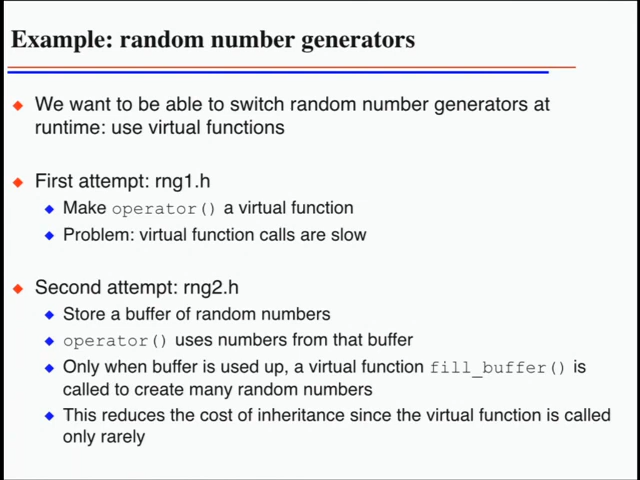 Example: random number generators
We want to be able to switch random number generators at
runtime: use virtual functions
First attempt: rng1.h
Make operator() a virtual function
Problem: virtual function calls are slow
Second attempt: rng2.h
Store a buffer of random numbers
operator() uses numbers from that buffer
Only when buffer is used up, a virtual function fill_buffer() is
called to create many random numbers
This reduces the cost of inheritance since the virtual function is called
only rarely